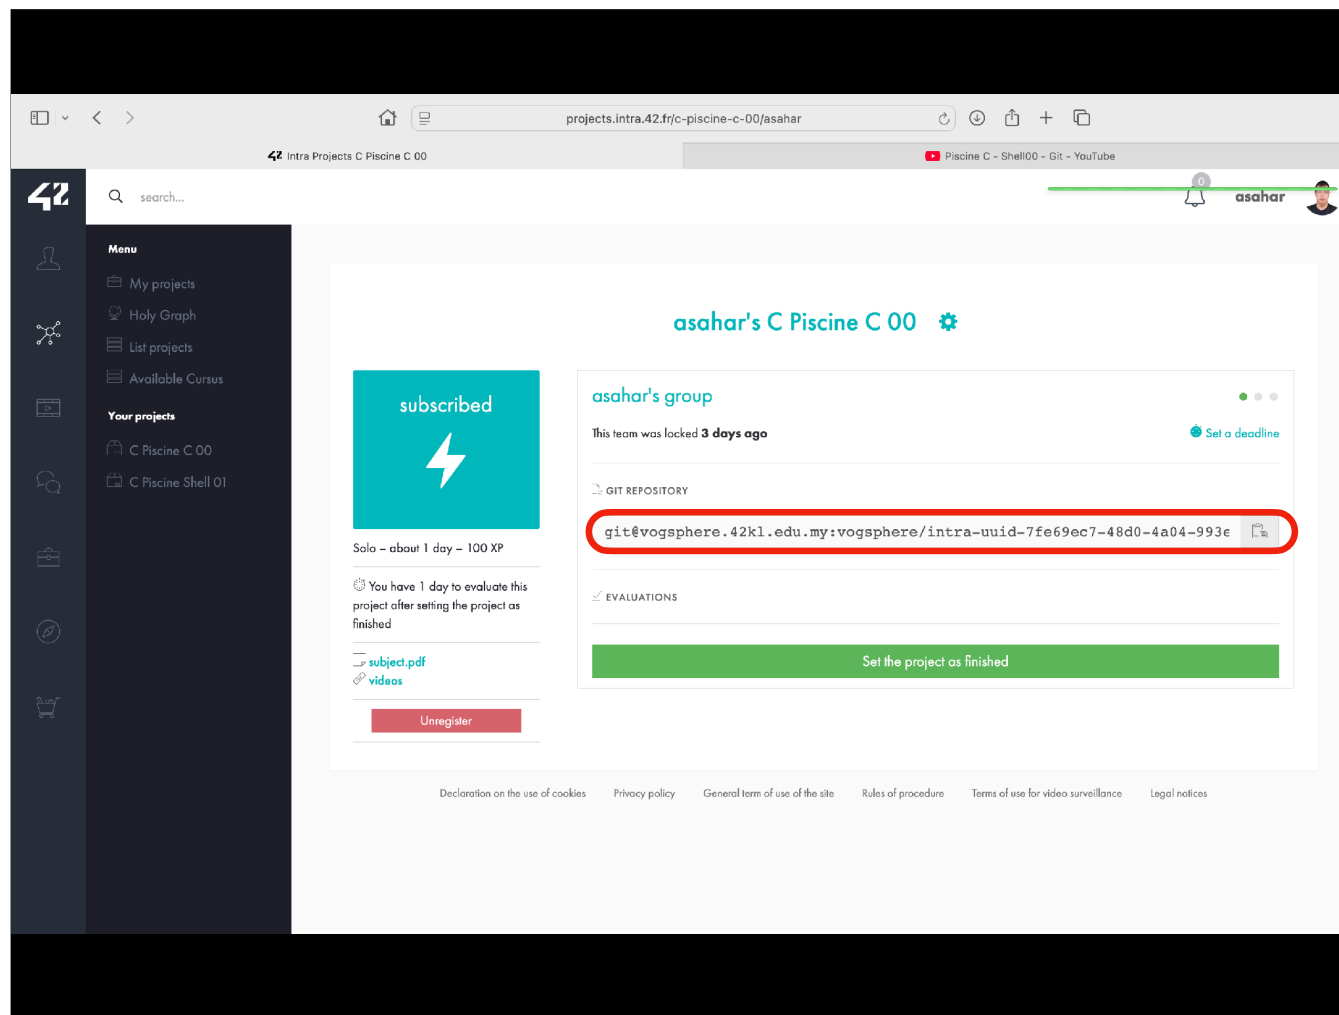 projects.intra.42.fr/c-piscine-c-00/asahar
42 Intra Projects C Piscine C 00
Piscine C - Shell00 - Git - YouTube
42
search...
0
asahar
Menu
My projects
Holy Graph
List projects
Available Cursus
Your projects
C Piscine C 00
C Piscine Shell 01
asahar's C Piscine C 00
subscribed
Solo – about 1 day – 100 XP
You have 1 day to evaluate this
project after setting the project as
finished
subject.pdf
videos
Unregister
asahar's group
This team was locked 3 days ago
Set a deadline
GIT REPOSITORY
git@vogsphere.42kl.edu.my:vogsphere/intra-uuid-7fe69ec7-48d0-4a04-993e
EVALUATIONS
Set the project as finished
Declaration on the use of cookies
Privacy policy
General term of use of the site
Rules of procedure
Terms of use for video surveillance
Legal notices